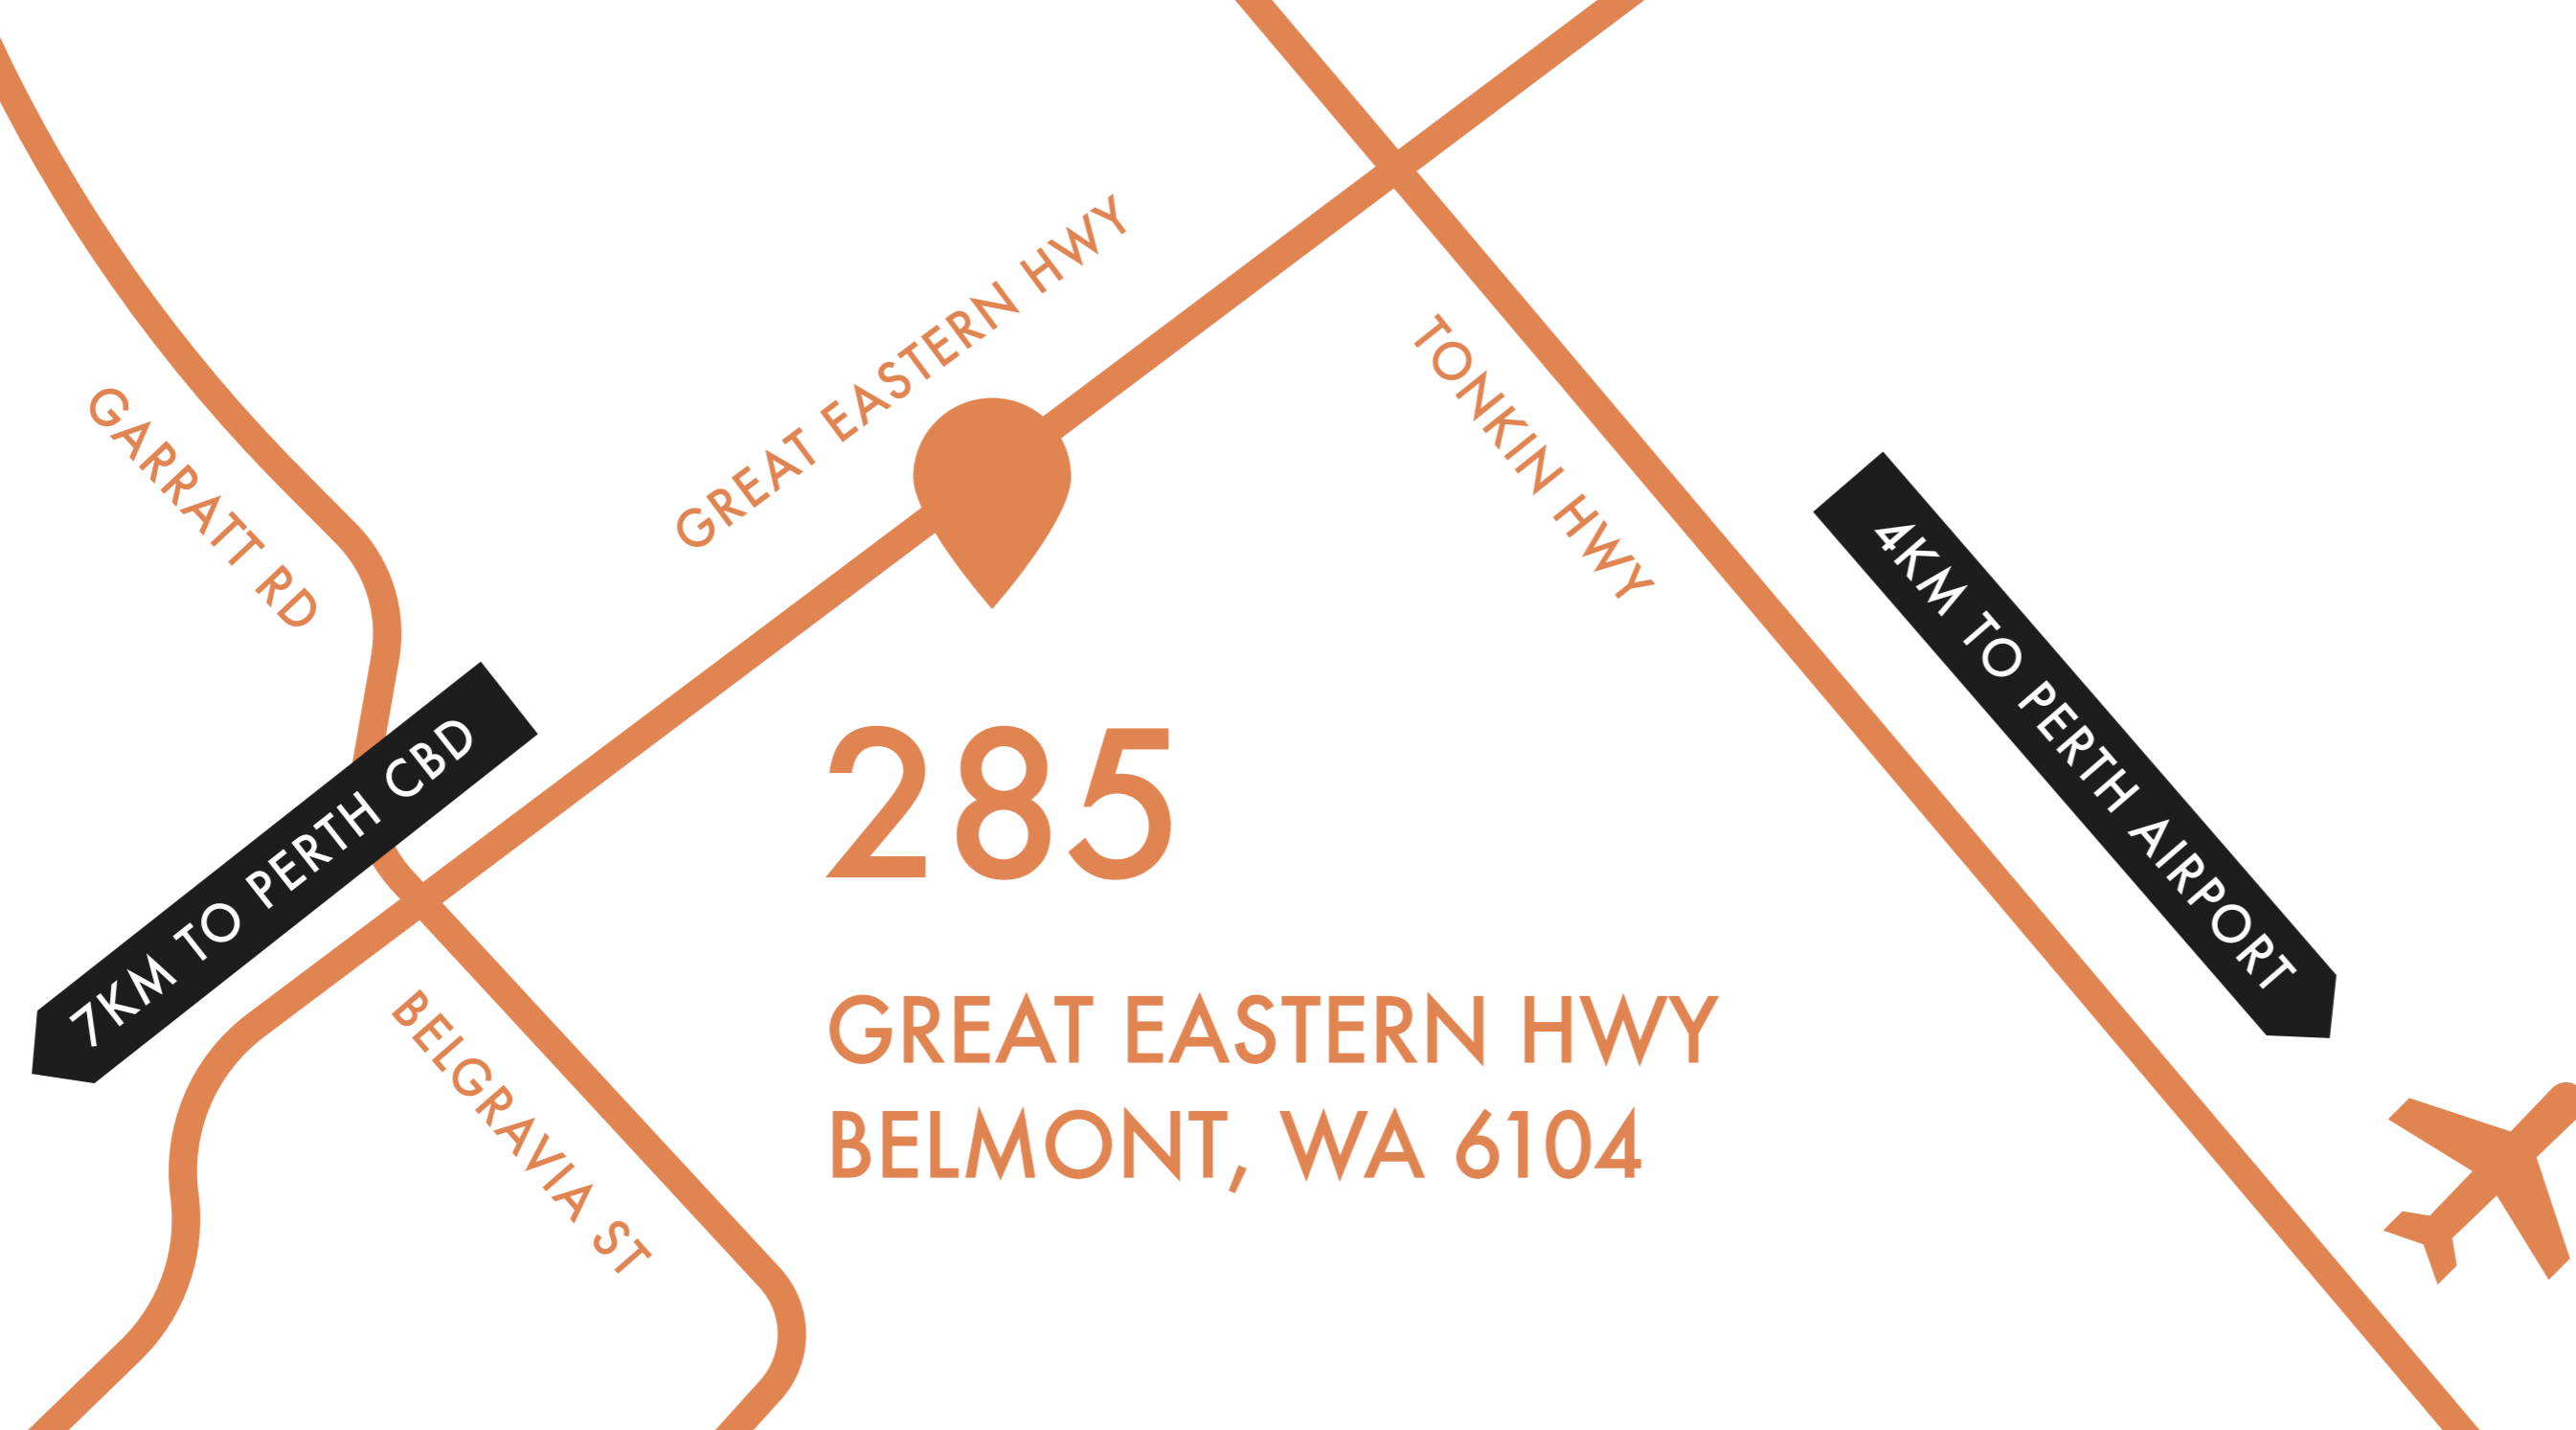 GREAT EASTERN HWY
TONKIN HWY
GARRATT RD
4KM TO PERTH AIRPORT
7KM TO PERTH CBD
285
GREAT EASTERN HWY
BELMONT, WA 6104
BELGRAVIA ST